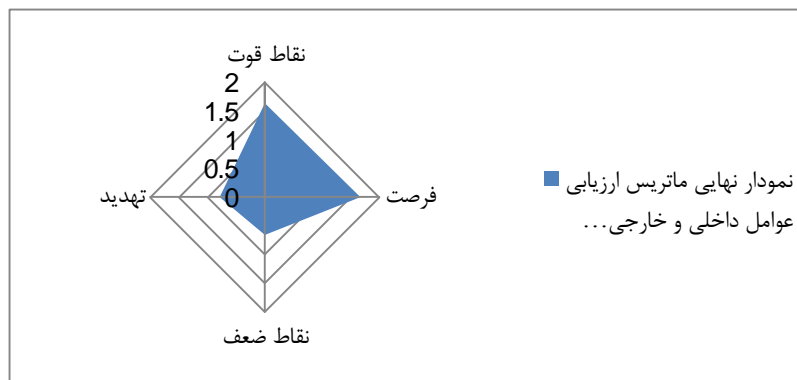 نقاط قوت
2
1.5
1
0.5
0
تهدید
فرصت
نقاط ضعف
نمودار نهایی ماتریس ارزیابی
عوامل داخلی و خارجی...